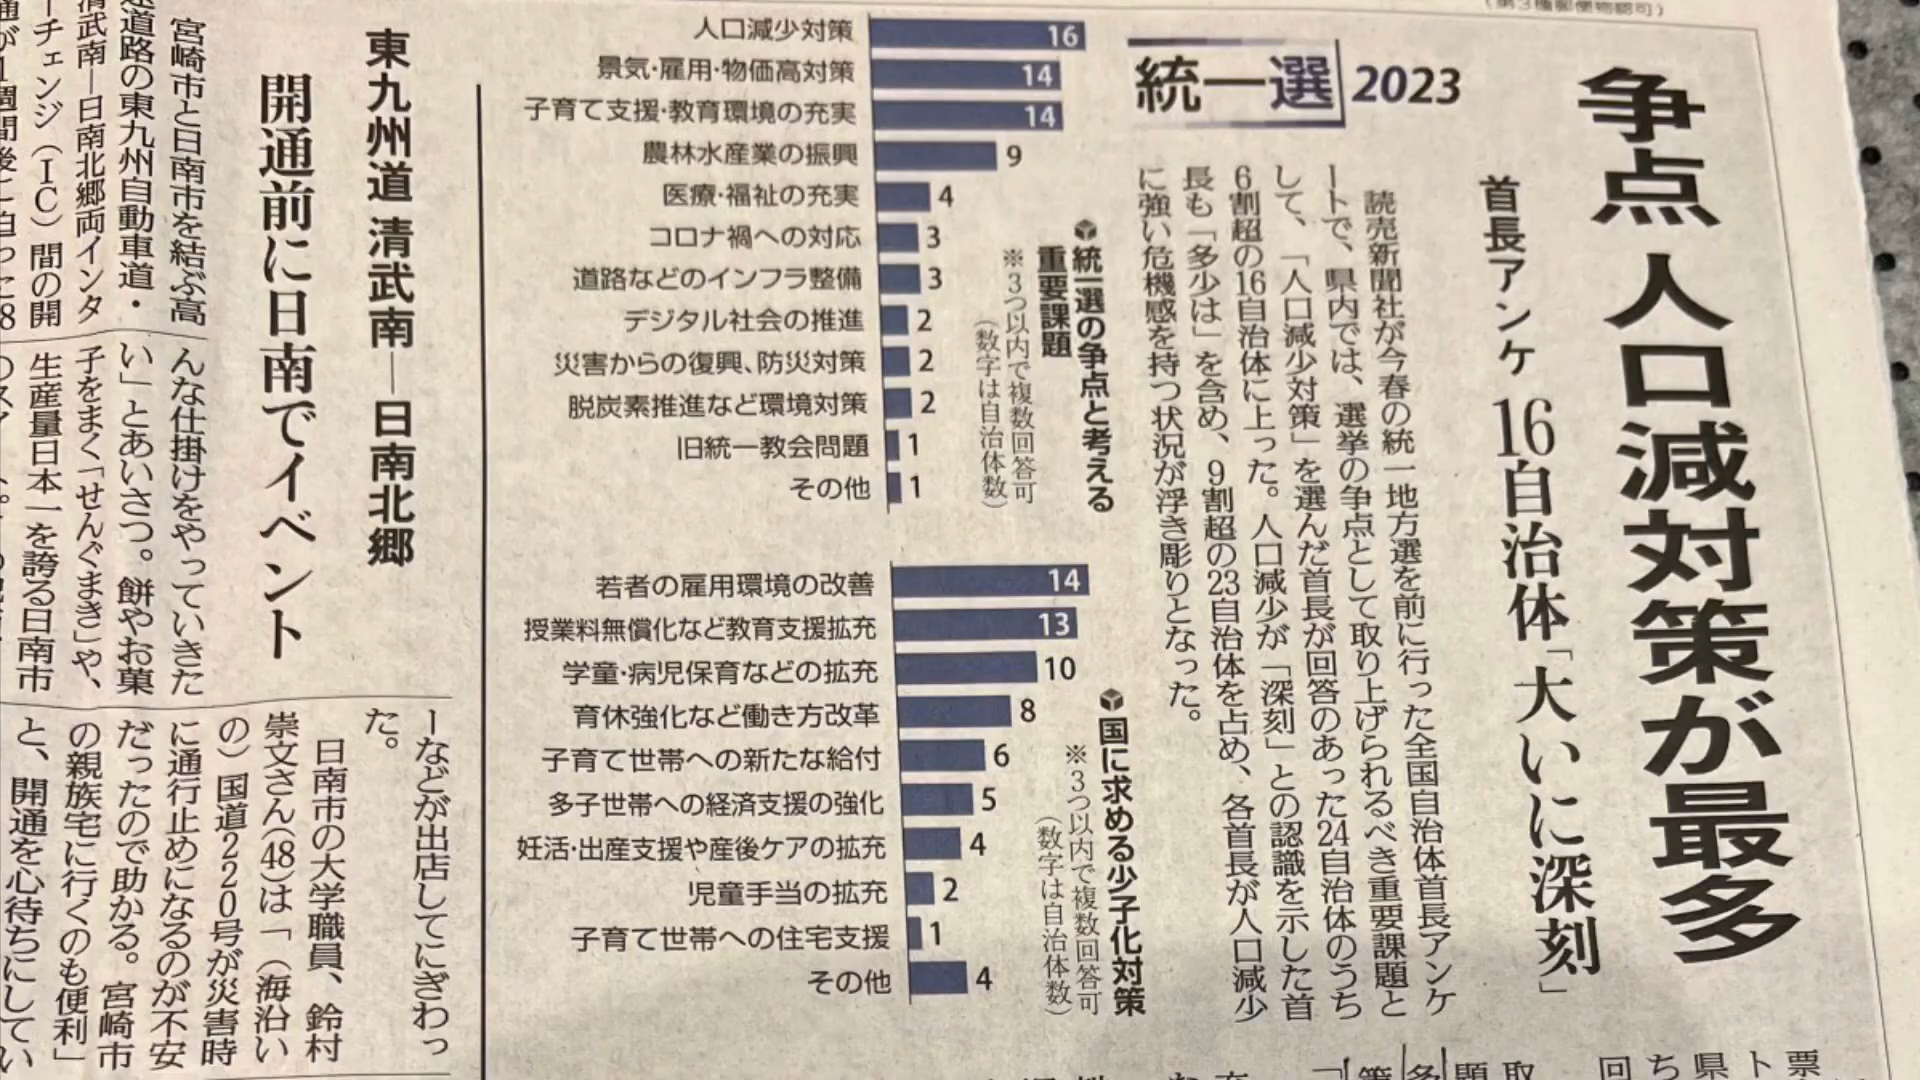 （第3種郵便物認可）
争点 人口減対策が最多
首長アンケ 16自治体「大いに深刻」
統一選 2023
読売新聞社が今春の統一地方選を前に行った全国自治体首長アンケ
ートで、県内では、選挙の争点として取り上げられるべき重要課題と
して、「人口減少対策」を選んだ首長が回答のあった24自治体のうち
6割超の16自治体に上った。人口減少が「深刻」との認識を示した首
長も「多少は」を含め、9割超の23自治体を占め、各首長が人口減少
に強い危機感を持つ状況が浮き彫りとなった。
統一選の争点と考える
重要課題
※3つ以内で複数回答可
（数字は自治体数）
人口減少対策 16
景気・雇用・物価高対策 14
子育て支援・教育環境の充実 14
農林水産業の振興 9
医療・福祉の充実 4
コロナ禍への対応 3
道路などのインフラ整備 3
デジタル社会の推進 2
災害からの復興、防災対策 2
脱炭素推進など環境対策 2
旧統一教会問題 1
その他 1
国に求める少子化対策
※3つ以内で複数回答可
（数字は自治体数）
若者の雇用環境の改善 14
授業料無償化など教育支援拡充 13
学童・病児保育などの拡充 10
育休強化など働き方改革 8
子育て世帯への新たな給付 6
多子世帯への経済支援の強化 5
妊活・出産支援や産後ケアの拡充 4
児童手当の拡充 2
子育て世帯への住宅支援 1
その他 4
東九州道 清武南―日南北郷
開通前に日南でイベント
宮崎市と日南市を結ぶ高
速道路の東九州自動車道・
清武南―日南北郷両インタ
ーチェンジ（IC）間の開
んな仕掛けをやっていきた
い」とあいさつ。餅やお菓
子をまく「せんぐまき」や、
生産量日本一を誇る日南市
ーなどが出店してにぎわっ
た。
日南市の大学職員、鈴村
崇文さん(48)は「（海沿い
の）国道220号が災害時
に通行止めになるのが不安
だったので助かる。宮崎市
の親族宅に行くのも便利」
と、開通を心待ちにしてい